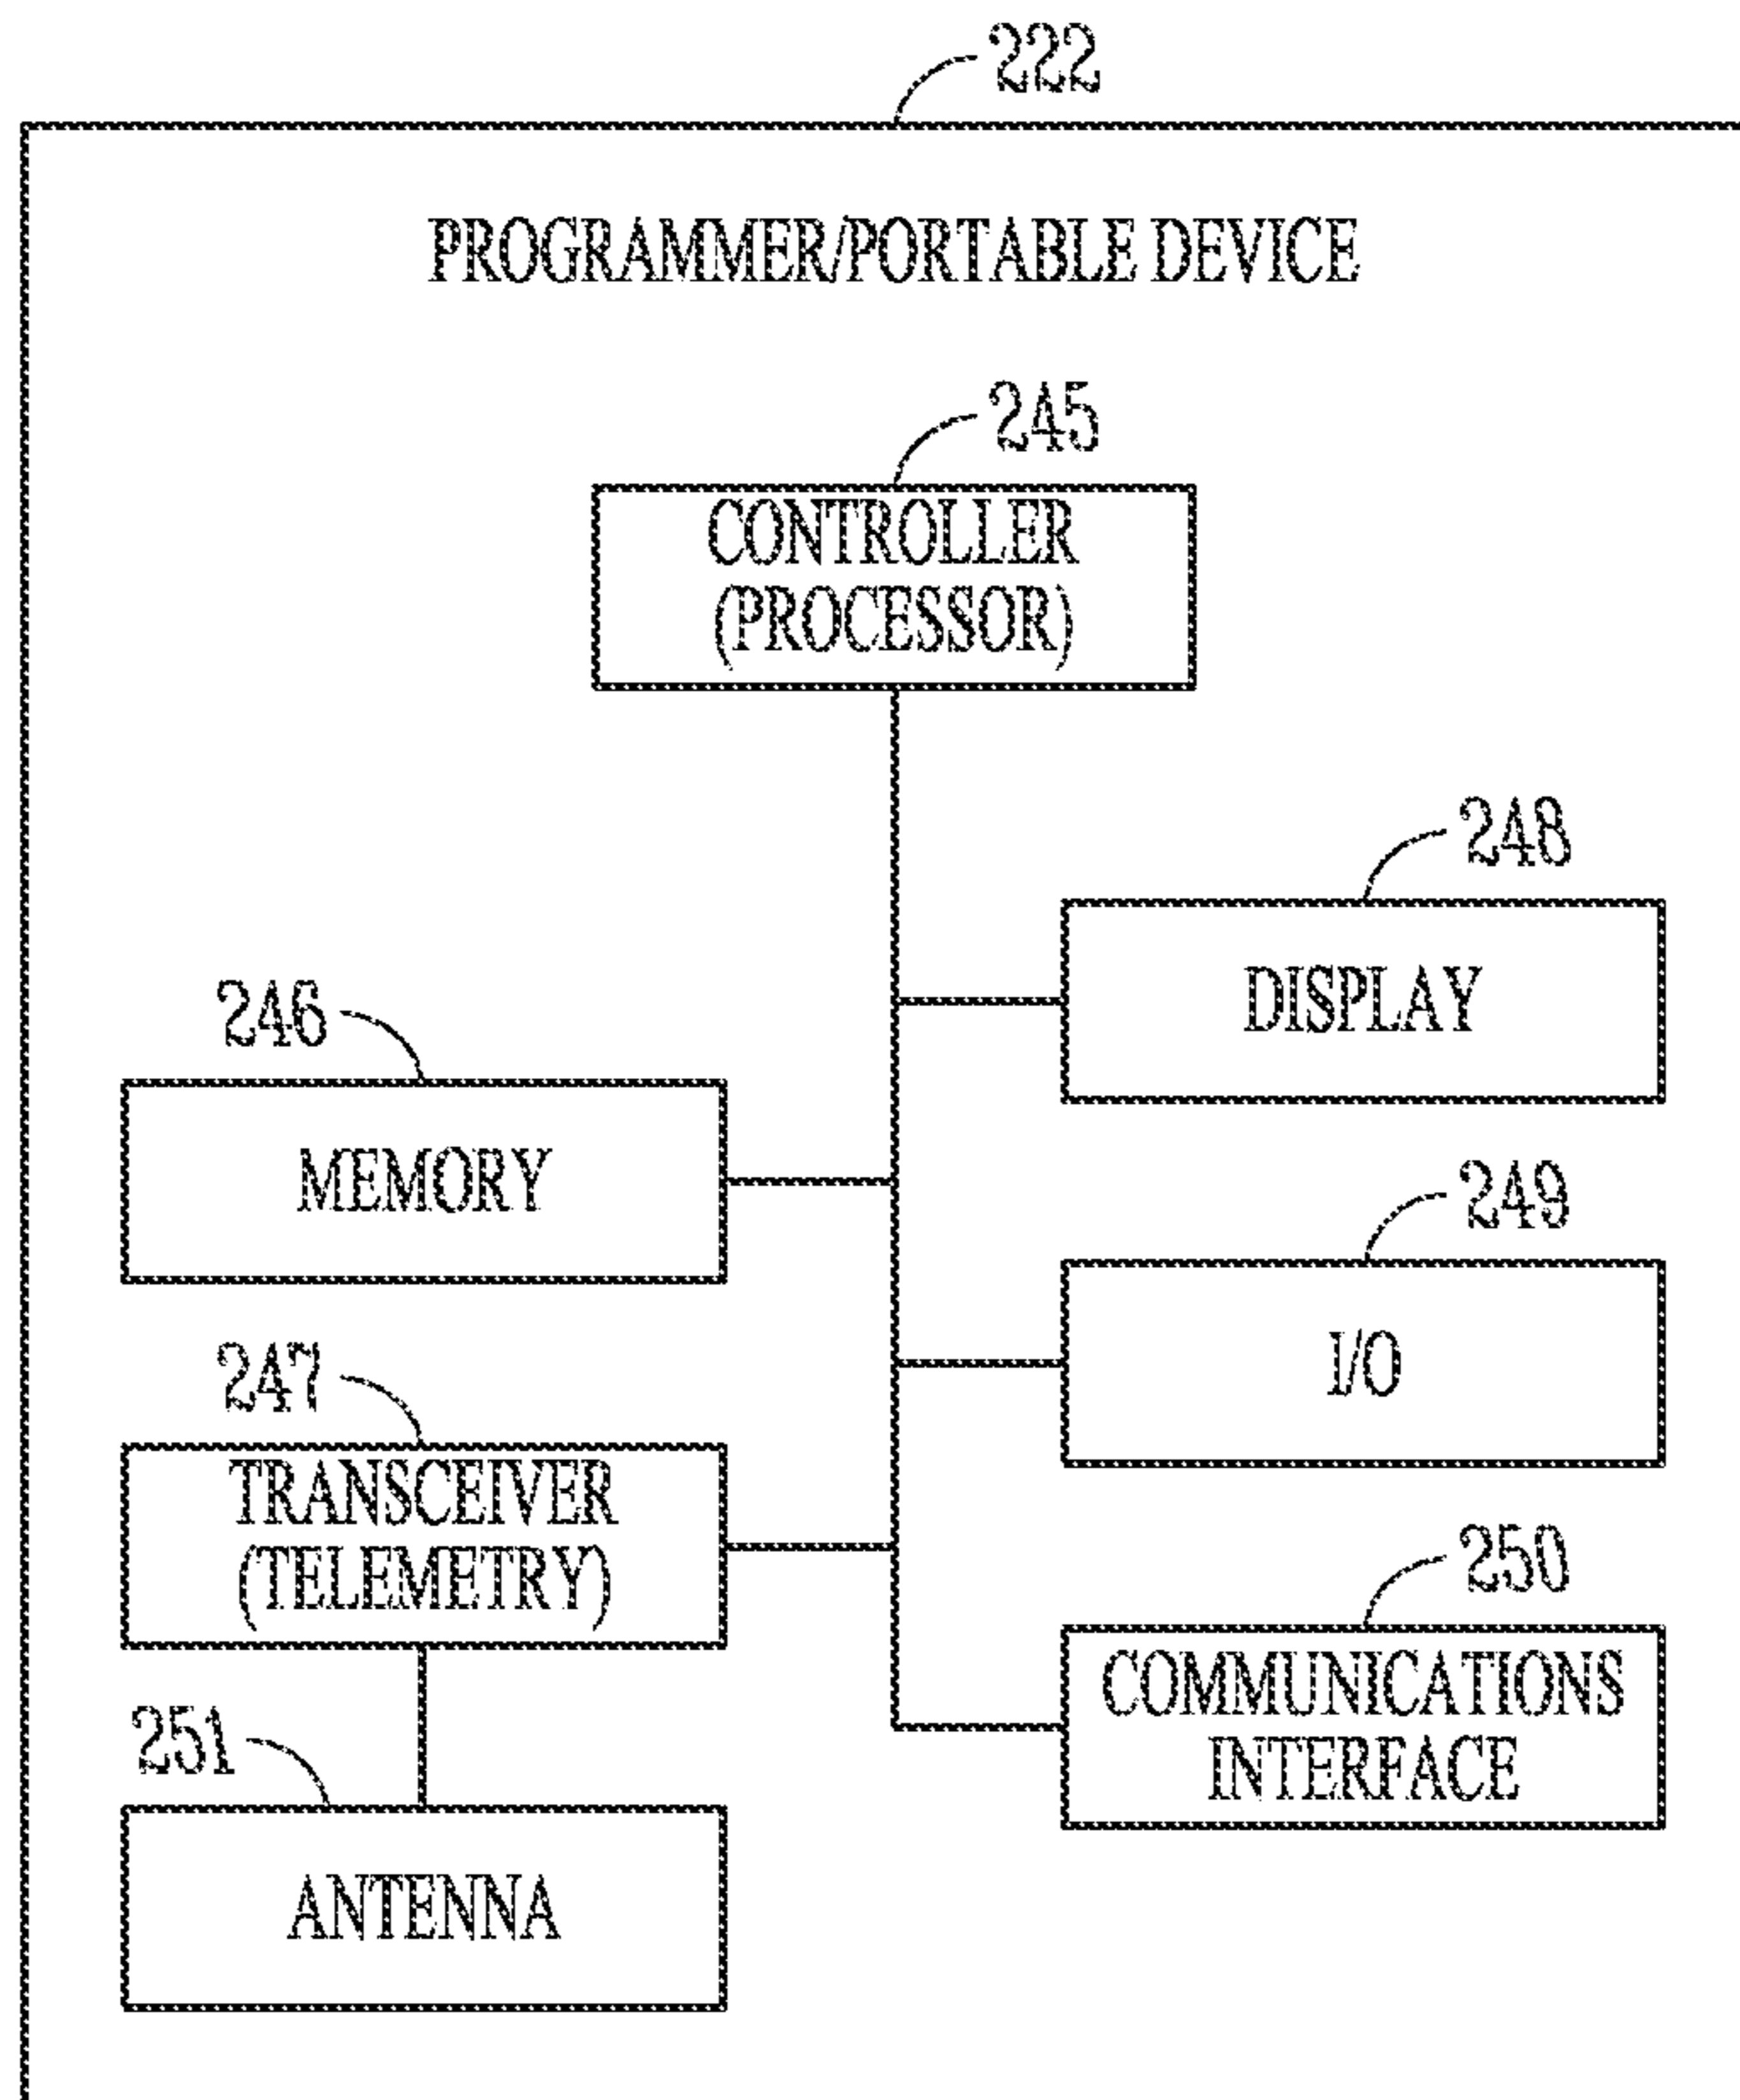 222
PROGRAMMER/PORTABLE DEVICE
245
CONTROLLER
(PROCESSOR)
248
DISPLAY
246
MEMORY
249
I/O
247
TRANSCEIVER
(TELEMETRY)
250
COMMUNICATIONS
INTERFACE
251
ANTENNA